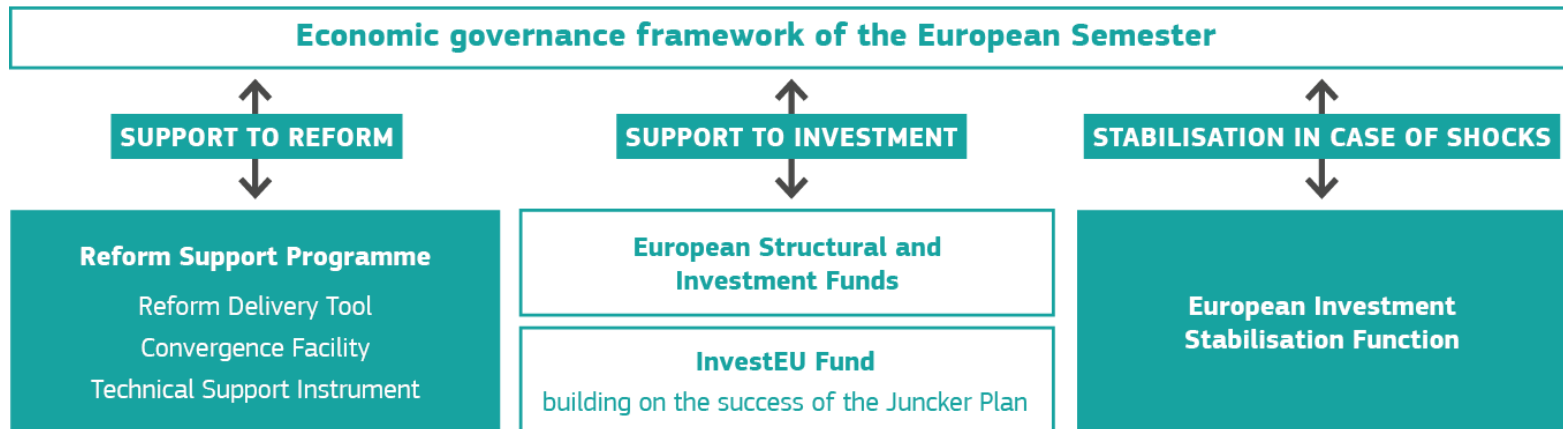 Economic governance framework of the European Semester
SUPPORT TO REFORM
SUPPORT TO INVESTMENT
STABILISATION IN CASE OF SHOCKS
Reform Support Programme
Reform Delivery Tool
Convergence Facility
Technical Support Instrument
European Structural and
Investment Funds
InvestEU Fund
building on the success of the Juncker Plan
European Investment
Stabilisation Function